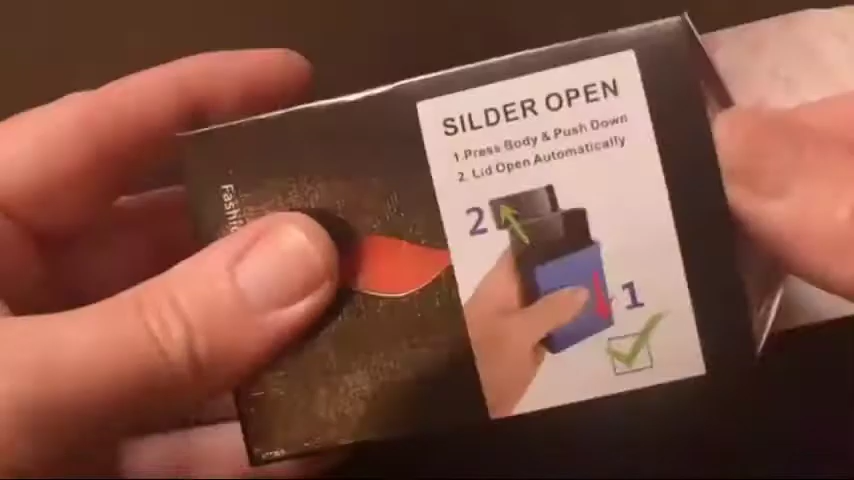 SILDER OPEN
1.Press Body & Push Down
2. Lid Open Automatically
2
1